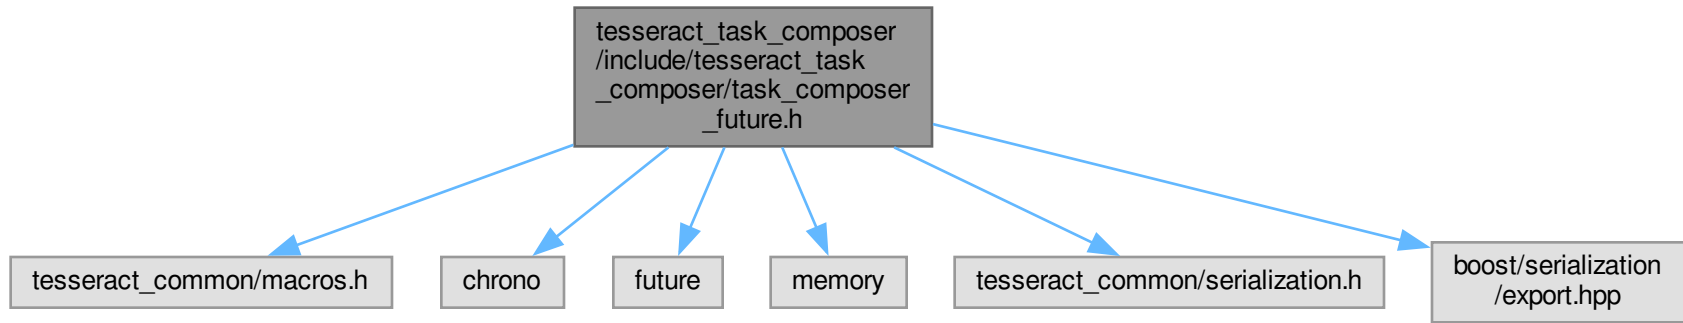 tesseract_task_composer
/include/tesseract_task
_composer/task_composer
_future.h
tesseract_common/macros.h
chrono
future
memory
tesseract_common/serialization.h
boost/serialization
/export.hpp